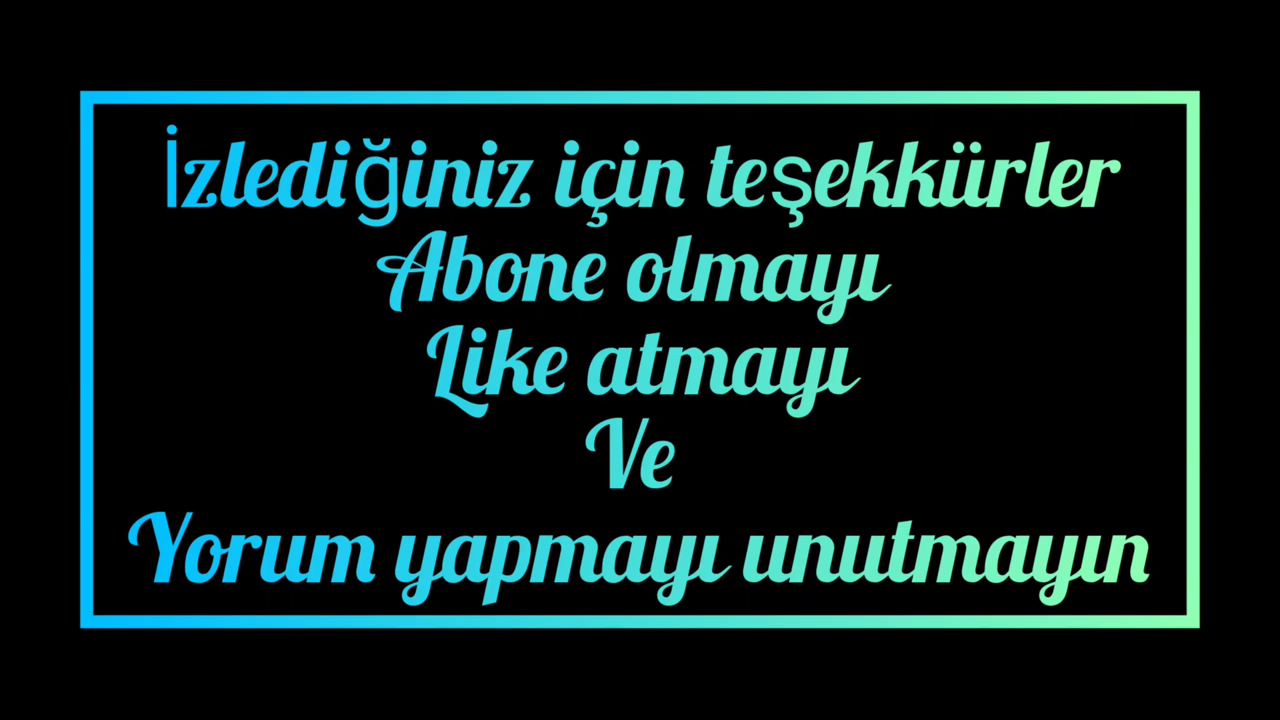 İzlediğiniz için teşekkürler
Abone olmayı
Like atmayı
Ve
Yorum yapmayı unutmayın